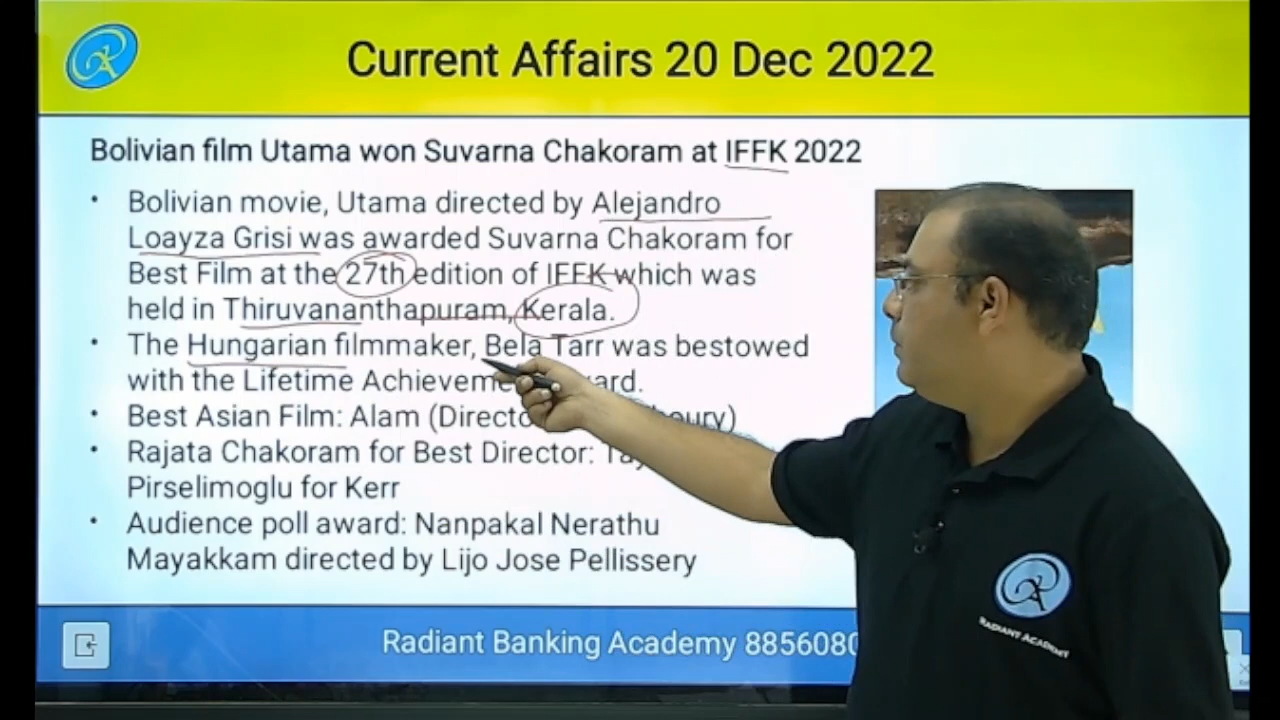 Current Affairs 20 Dec 2022
Bolivian film Utama won Suvarna Chakoram at IFFK 2022
• Bolivian movie, Utama directed by Alejandro
Loayza Grisi was awarded Suvarna Chakoram for
Best Film at the 27th edition of IFFK which was
held in Thiruvananthapuram, Kerala.
• The Hungarian filmmaker, Bela Tarr was bestowed
with the Lifetime
• Best Asian Film: Alam
• Rajata Chakoram for Best Director:
Pirselimoglu for Kerr
• Audience poll award: Nanpakal Nerathu
Mayakkam directed by Lijo Jose Pellissery
Radiant Banking Academy 8856080
RADIANT ACADEMY